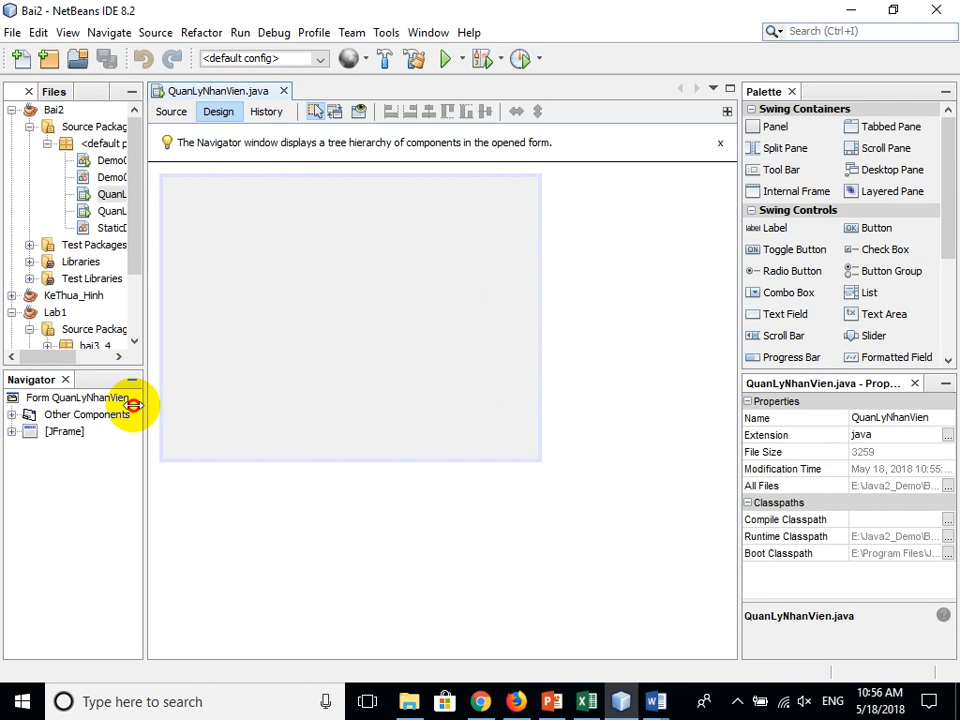 Bai2 - NetBeans IDE 8.2
File Edit View Navigate Source Refactor Run Debug Profile Team Tools Window Help
Search (Ctrl+I)
<default config>
Files
Bai2
Source Packag
<default p
Demo
Demo
QuanL
QuanL
Static
Test Packages
Libraries
Test Libraries
KeThua_Hinh
Lab1
Source Packag
bai3_4
Navigator
Form QuanLyNhanVien
Other Components
[JFrame]
QuanLyNhanVien.java
Source Design History
The Navigator window displays a tree hierarchy of components in the opened form.
x
Palette
Swing Containers
Panel Tabbed Pane
Split Pane Scroll Pane
Tool Bar Desktop Pane
Internal Frame Layered Pane
Swing Controls
label Label OK Button
ON Toggle Button Check Box
Radio Button Button Group
Combo Box List
Text Field Text Area
Scroll Bar Slider
Progress Bar Formatted Field
QuanLyNhanVien.java - Prop...
Properties
Name QuanLyNhanVien
Extension java ...
File Size 3259
Modification Time May 18, 2018 10:55: ...
All Files E:\Java2_Demo\B... ...
Classpaths
Compile Classpath ...
Runtime Classpath E:\Java2_Demo\B... ...
Boot Classpath E:\Program Files\J... ...
QuanLyNhanVien.java
Type here to search
ENG
10:56 AM
5/18/2018